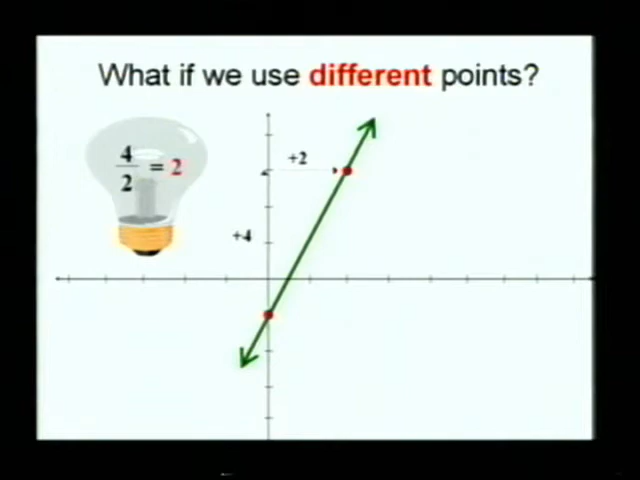 What if we use different points?
4/2 = 2
+2
+4